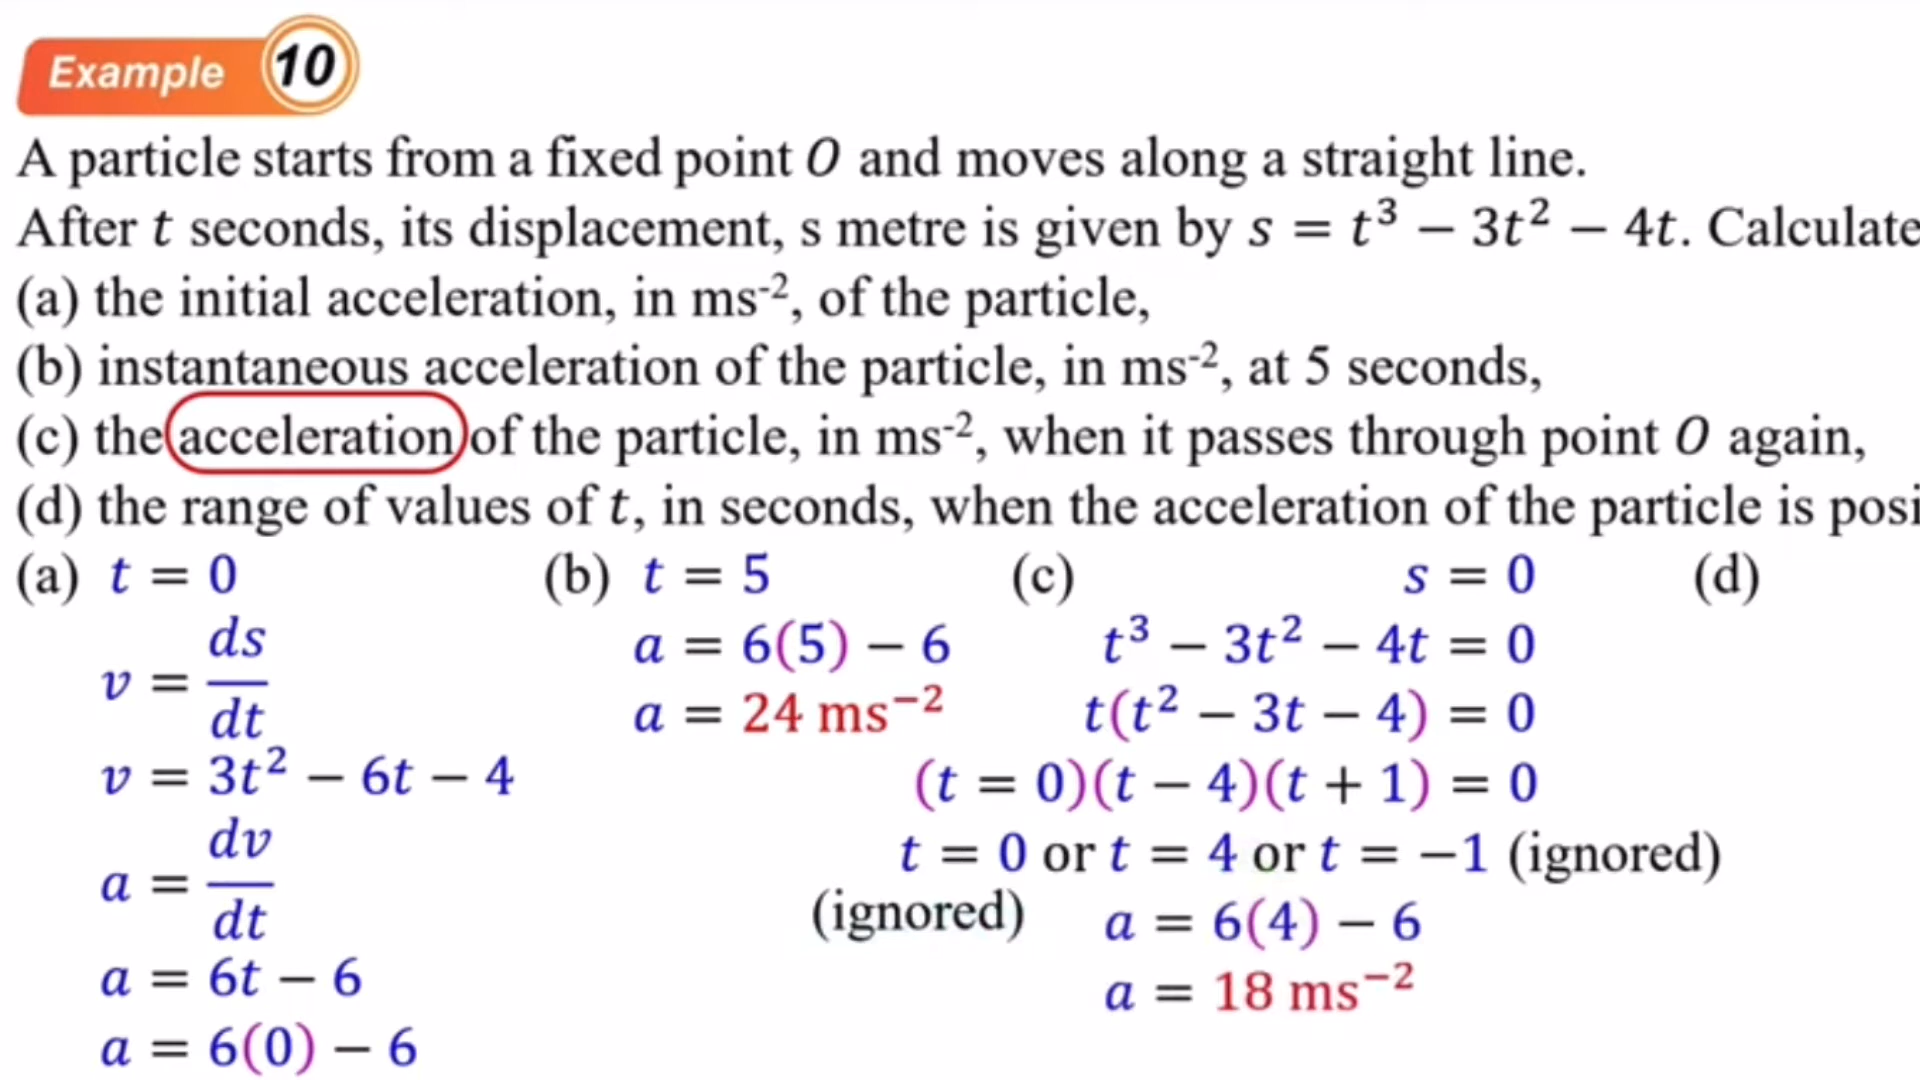 Example 10
A particle starts from a fixed point O and moves along a straight line.
After t seconds, its displacement, s metre is given by s = t³ − 3t² − 4t. Calculate
(a) the initial acceleration, in ms⁻², of the particle,
(b) instantaneous acceleration of the particle, in ms⁻², at 5 seconds,
(c) the acceleration of the particle, in ms⁻², when it passes through point O again,
(d) the range of values of t, in seconds, when the acceleration of the particle is posi
(a) t = 0
v = ds/dt
v = 3t² − 6t − 4
a = dv/dt
a = 6t − 6
a = 6(0) − 6
(b) t = 5
a = 6(5) − 6
a = 24 ms⁻²
(c) s = 0
t³ − 3t² − 4t = 0
t(t² − 3t − 4) = 0
(t = 0)(t − 4)(t + 1) = 0
t = 0 or t = 4 or t = −1 (ignored)
(ignored)
a = 6(4) − 6
a = 18 ms⁻²
(d)